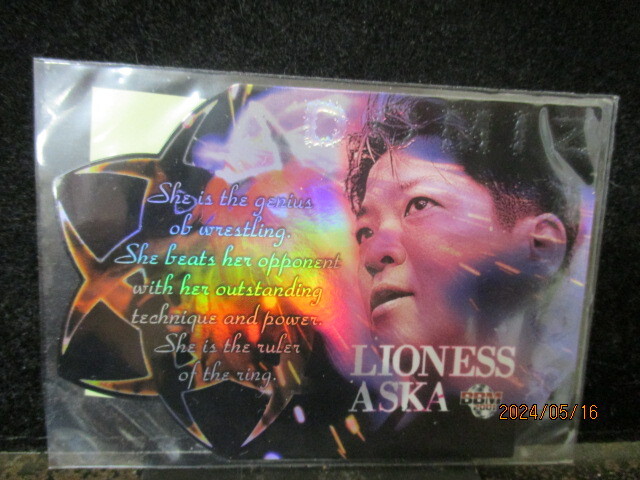 She is the genius
ob wrestling.
She beats her opponent
with her outstanding
technique and power.
She is the ruler
of the ring.
LIONESS
ASKA
BBM
2024/05/16